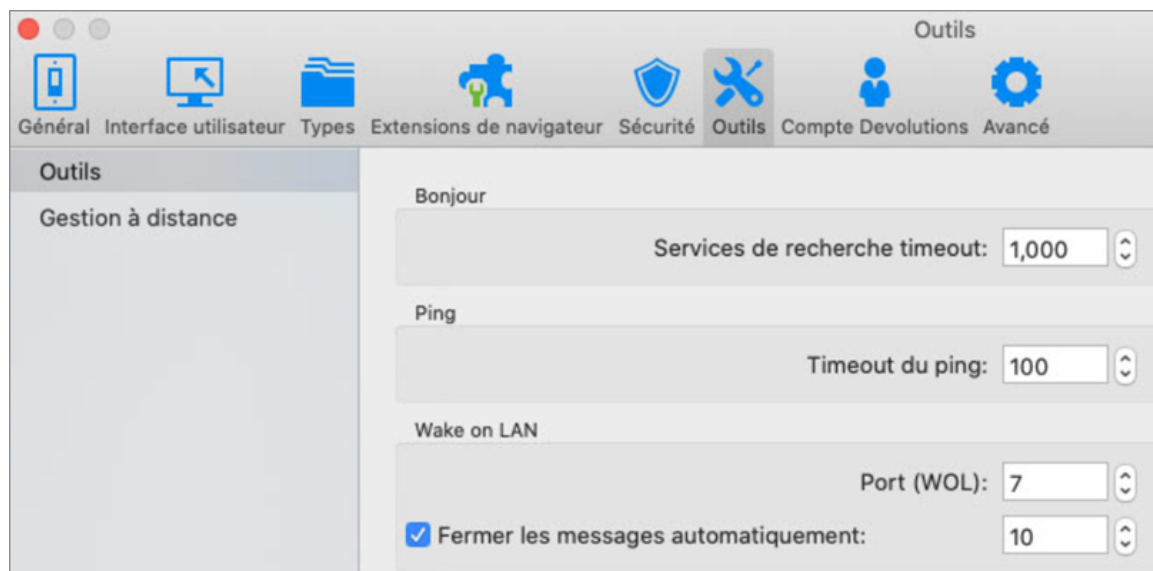 Outils
Général Interface utilisateur Types Extensions de navigateur Sécurité Outils Compte Devolutions Avancé
Outils
Gestion à distance
Bonjour
Services de recherche timeout: 1,000
Ping
Timeout du ping: 100
Wake on LAN
Port (WOL): 7
Fermer les messages automatiquement: 10